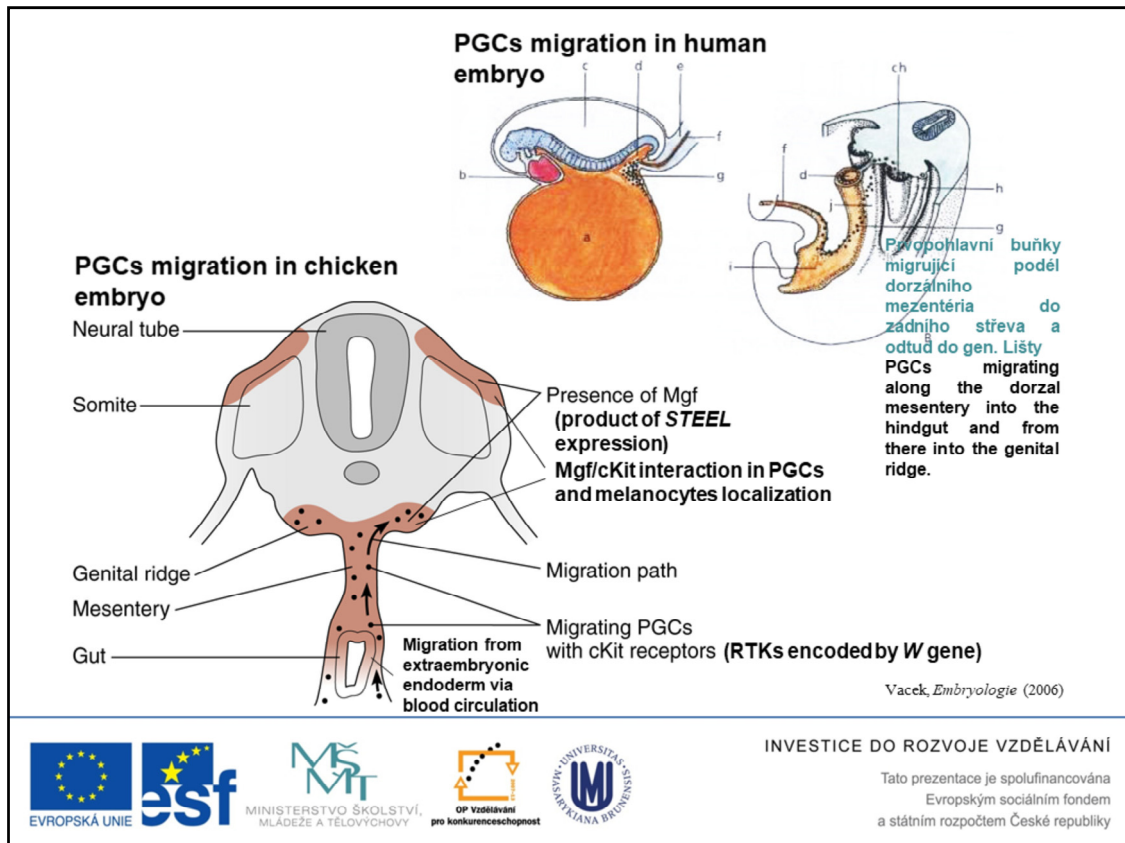 PGCs migration in human
embryo
c
d
e
f
b
g
a
ch
f
d
h
j
g
i
B
Prvopohlavní buňky
migrující podél
dorzálního
mezentéria do
zadního střeva a
odtud do gen. Lišty
PGCs migrating
along the dorzal
mesentery into the
hindgut and from
there into the genital
ridge.
PGCs migration in chicken
embryo
Neural tube
Somite
Presence of Mgf
(product of STEEL
expression)
Mgf/cKit interaction in PGCs
and melanocytes localization
Genital ridge
Mesentery
Gut
Migration path
Migrating PGCs
with cKit receptors (RTKs encoded by W gene)
Migration from
extraembryonic
endoderm via
blood circulation
Vacek, Embryologie (2006)
EVROPSKÁ UNIE
esf
MŠMT
MINISTERSTVO ŠKOLSTVÍ,
MLÁDEŽE A TĚLOVÝCHOVY
OP Vzdělávání
pro konkurenceschopnost
UNIVERSITAS MASARYKIANA BRUNENSIS
INVESTICE DO ROZVOJE VZDĚLÁVÁNÍ
Tato prezentace je spolufinancována
Evropským sociálním fondem
a státním rozpočtem České republiky